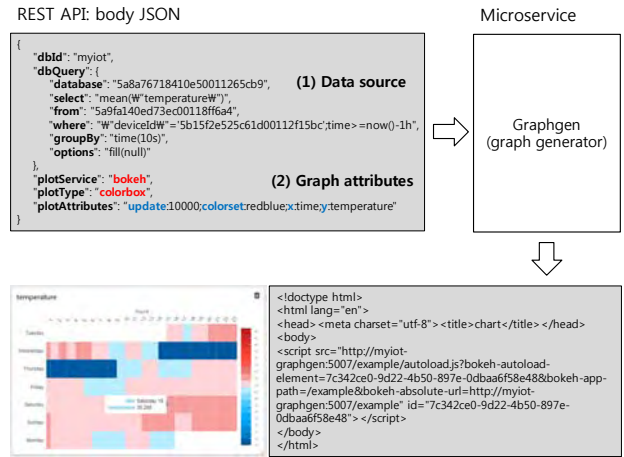 REST API: body JSON
Microservice
{
"dbId": "myiot",
"dbQuery": {
"database": "5a8a76718410e50011265cb9",
(1) Data source
"select": "mean(₩"temperature₩")",
"from": "5a9fa140ed73ec00118ff6a4",
"where": "₩"deviceId₩"='5b15f2e525c61d00112f15bc';time>=now()-1h",
"groupBy": "time(10s)",
"options": "fill(null)"
},
"plotService": "bokeh",
(2) Graph attributes
"plotType": "colorbox",
"plotAttributes": "update:10000;colorset:redblue;x:time;y:temperature"
}
Graphgen
(graph generator)
temperature
Tuesday
Wednesday
Thursday
Friday
Saturday
Sunday
Monday
<!doctype html>
<html lang="en">
<head><meta charset="utf-8"><title>chart</title></head>
<body>
<script src="http://myiot-
graphgen:5007/example/autoload.js?bokeh-autoload-
element=7c342ce0-9d22-4b50-897e-0dbaa6f58e48&bokeh-app-
path=/example&bokeh-absolute-url=http://myiot-
graphgen:5007/example" id="7c342ce0-9d22-4b50-897e-
0dbaa6f58e48"></script>
</body>
</html>